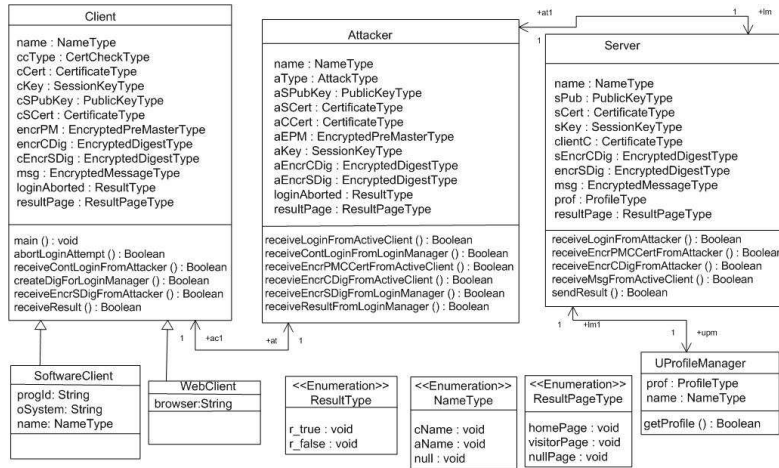 Client
name : NameType
ccType : CertCheckType
cCert : CertificateType
cKey : SessionKeyType
cSPubKey : PublicKeyType
cSCert : CertificateType
encrPM : EncryptedPreMasterType
encrCDig : EncryptedDigestType
cEncrSDig : EncryptedDigestType
msg : EncryptedMessageType
loginAborted : ResultType
resultPage : ResultPageType
main () : void
abortLoginAttempt () : Boolean
receiveContLoginFromAttacker () : Boolean
createDigForLoginManager () : Boolean
receiveEncrSDigFromAttacker () : Boolean
receiveResult () : Boolean
Attacker
name : NameType
aType : AttackType
aSPubKey : PublicKeyType
aSCert : CertificateType
aCCert : CertificateType
aEPM : EncryptedPreMasterType
aKey : SessionKeyType
aEncrCDig : EncryptedDigestType
aEncrSDig : EncryptedDigestType
loginAborted : ResultType
resultPage : ResultPageType
receiveLoginFromActiveClient () : Boolean
receiveContLoginFromLoginManager () : Boolean
receiveEncrPMCCertFromActiveClient () : Boolean
recevieEncrCDigFromActiveClient () : Boolean
receiveEncrSDigFromLoginManager () : Boolean
receiveResultFromLoginManager () : Boolean
+at1
1
1
+lm
Server
name : NameType
sPub : PublicKeyType
sCert : CertificateType
sKey : SessionKeyType
clientC : CertificateType
sEncrCDig : EncryptedDigestType
encrSDig : EncryptedDigestType
msg : EncryptedMessageType
prof : ProfileType
resultPage : ResultPageType
receiveLoginFromAttacker () : Boolean
receiveEncrPMCCertFromAttacker () : Boolean
receiveEncrCDigFromAttacker () : Boolean
receiveMsgFromActiveClient () : Boolean
sendResult () : Boolean
1
+ac1
+at
1
1
+lm1
1
+upm
SoftwareClient
progId: String
oSystem: String
name: NameType
WebClient
browser:String
<<Enumeration>>
ResultType
r_true : void
r_false : void
<<Enumeration>>
NameType
cName : void
aName : void
null : void
<<Enumeration>>
ResultPageType
homePage : void
visitorPage : void
nullPage : void
UProfileManager
prof : ProfileType
name : NameType
getProfile () : Boolean